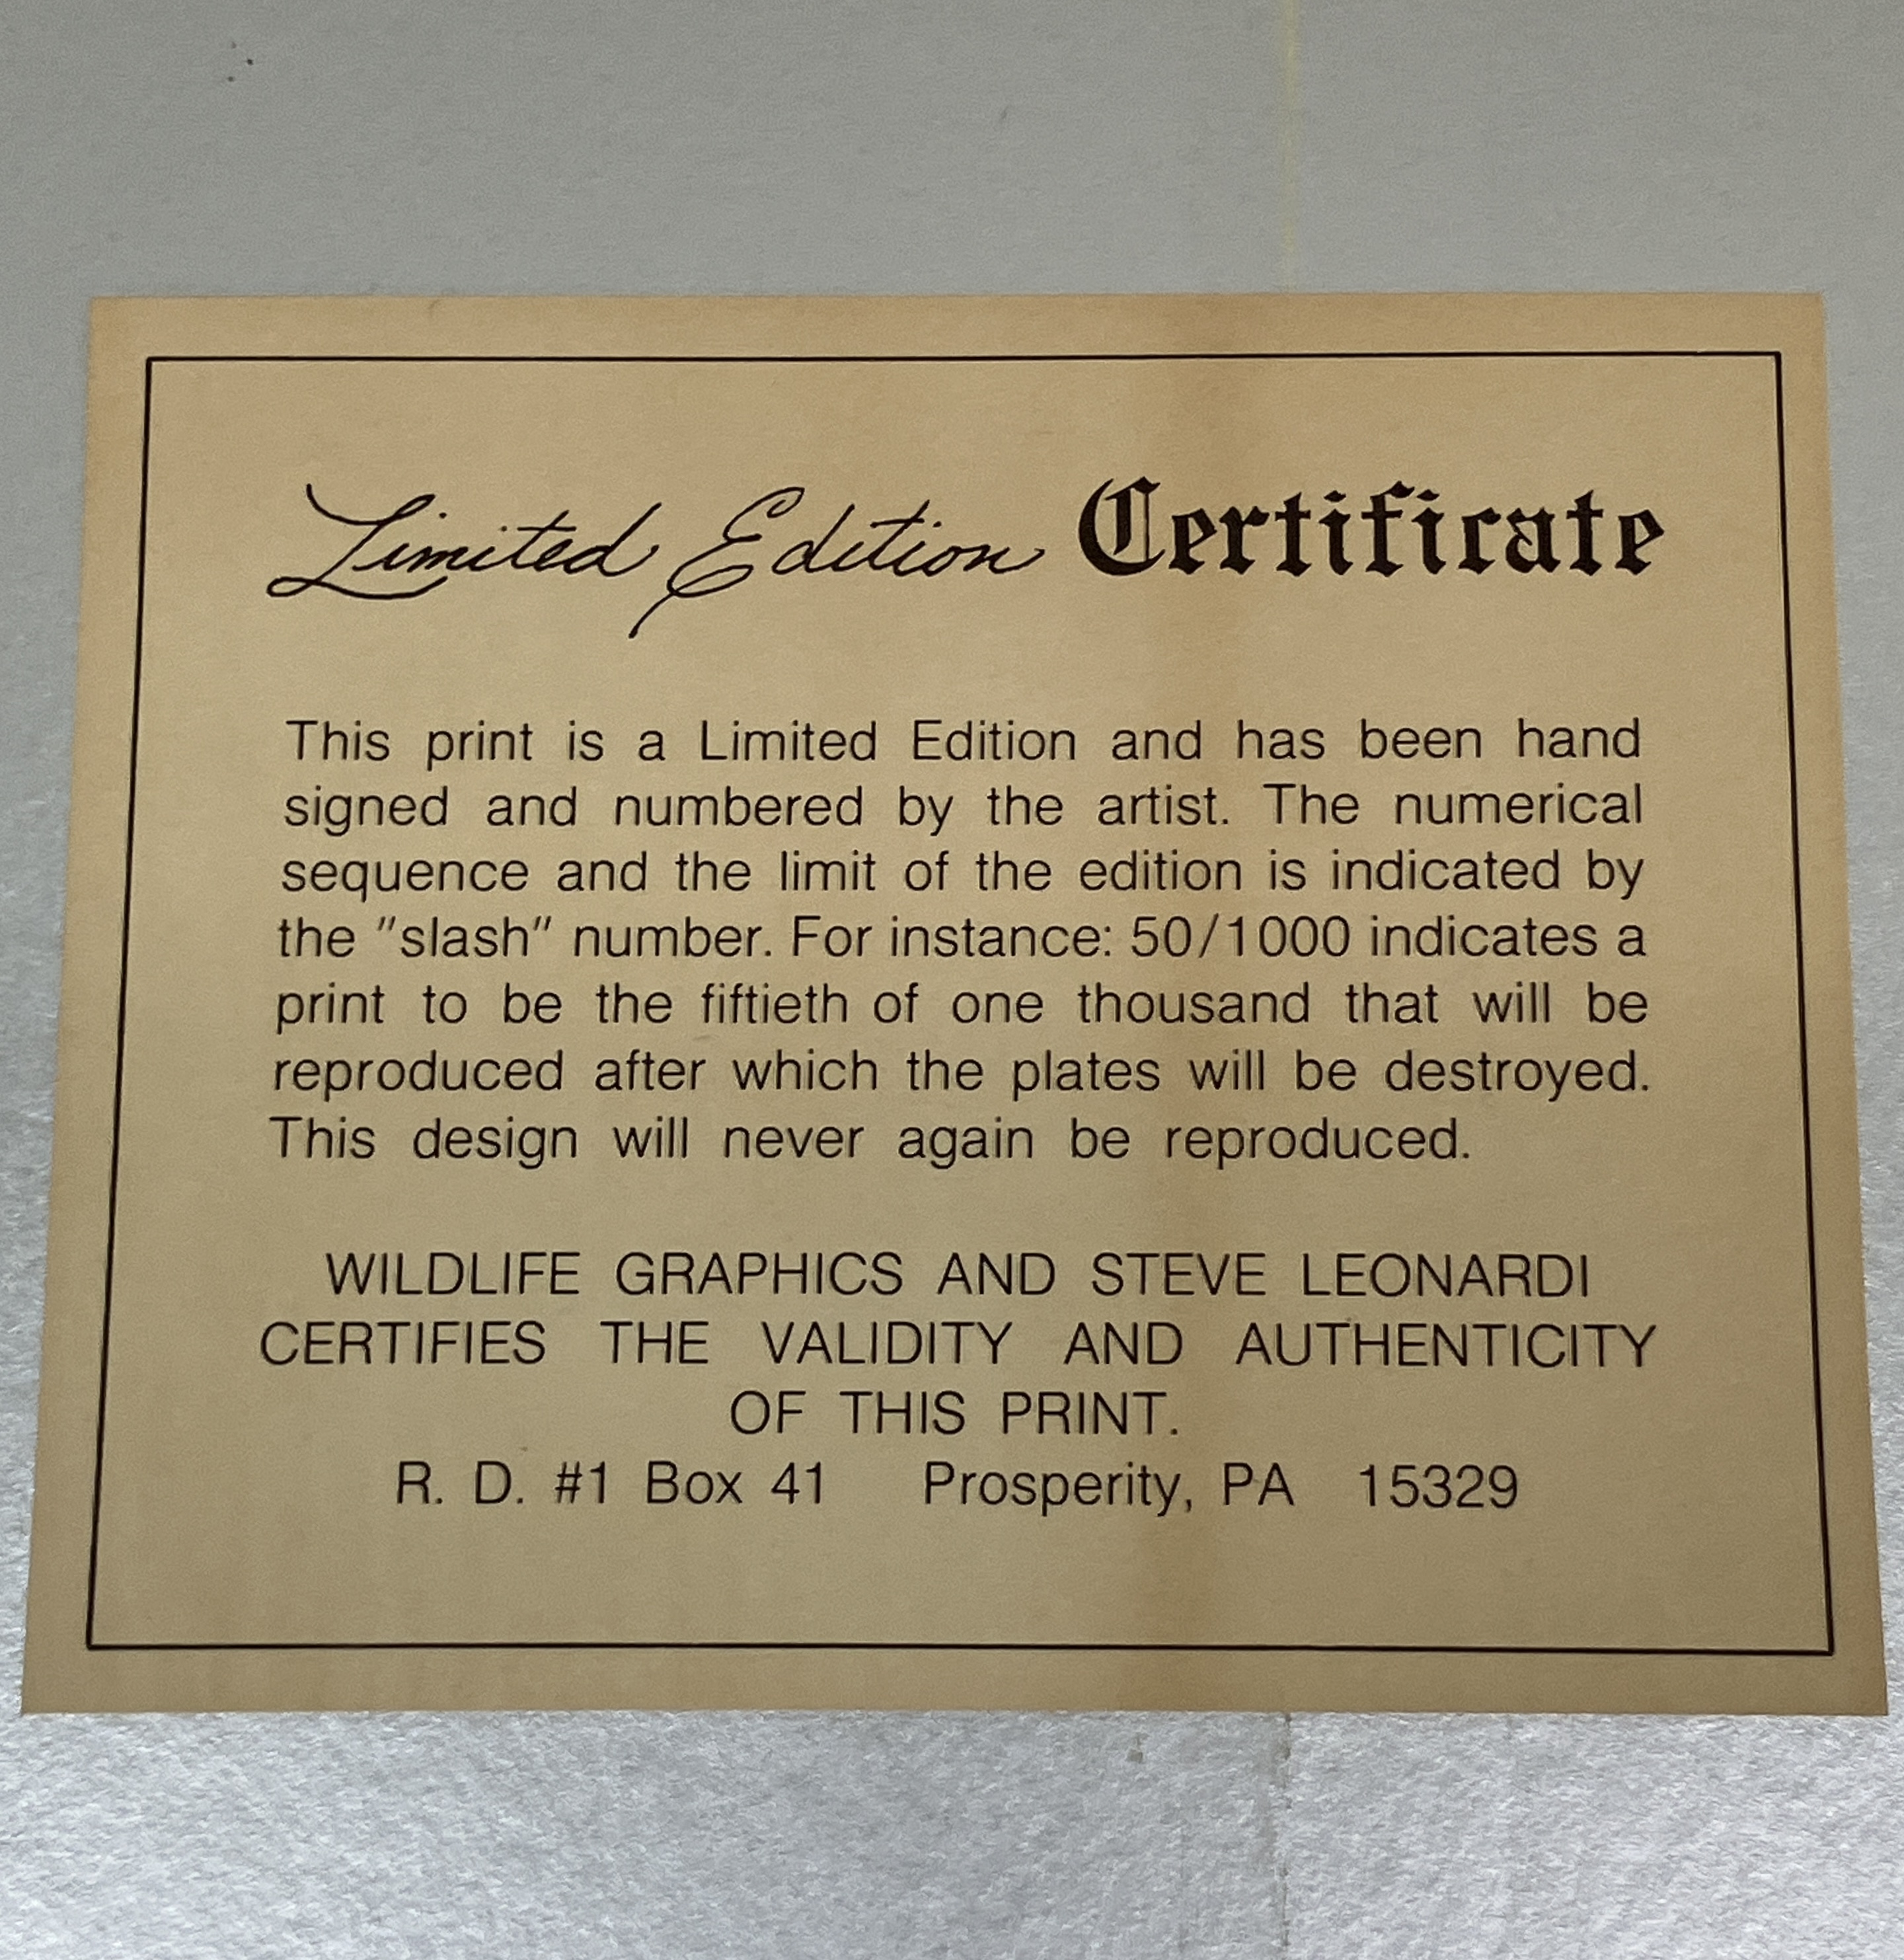 Limited Edition Certificate
This print is a Limited Edition and has been hand
signed and numbered by the artist. The numerical
sequence and the limit of the edition is indicated by
the "slash" number. For instance: 50/1000 indicates a
print to be the fiftieth of one thousand that will be
reproduced after which the plates will be destroyed.
This design will never again be reproduced.
WILDLIFE GRAPHICS AND STEVE LEONARDI
CERTIFIES THE VALIDITY AND AUTHENTICITY
OF THIS PRINT.
R. D. #1 Box 41 Prosperity, PA 15329